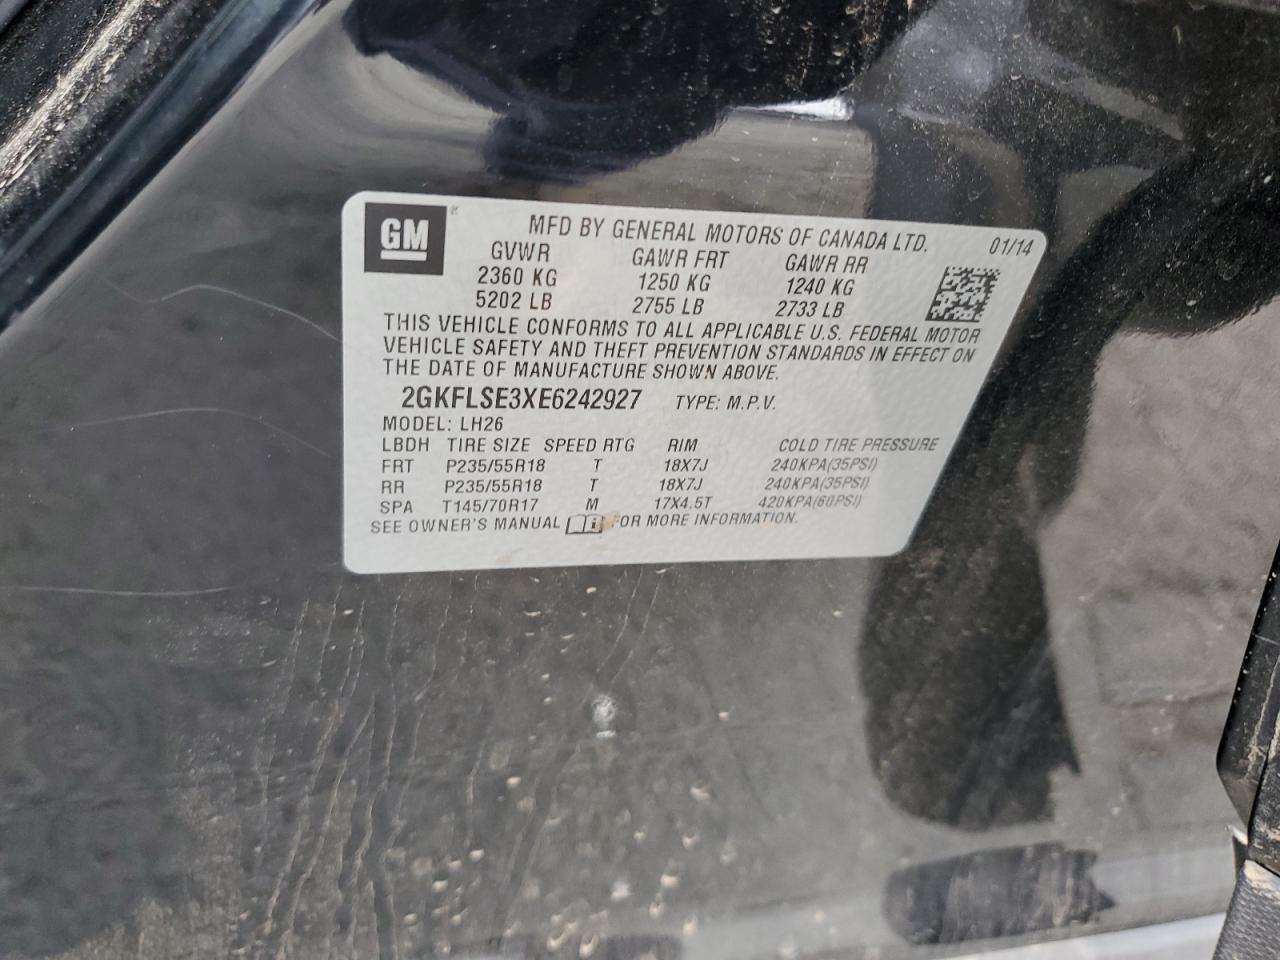 GM ®
MFD BY GENERAL MOTORS OF CANADA LTD. 01/14
GVWR GAWR FRT GAWR RR
2360 KG 1250 KG 1240 KG
5202 LB 2755 LB 2733 LB
THIS VEHICLE CONFORMS TO ALL APPLICABLE U.S. FEDERAL MOTOR
VEHICLE SAFETY AND THEFT PREVENTION STANDARDS IN EFFECT ON
THE DATE OF MANUFACTURE SHOWN ABOVE.
2GKFLSE3XE6242927 TYPE: M.P.V.
MODEL: LH26
LBDH TIRE SIZE SPEED RTG RIM COLD TIRE PRESSURE
FRT P235/55R18 T 18X7J 240KPA(35PSI)
RR P235/55R18 T 18X7J 240KPA(35PSI)
SPA T145/70R17 M 17X4.5T 420KPA(60PSI)
SEE OWNER'S MANUAL FOR MORE INFORMATION.